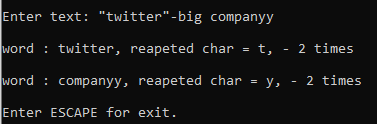 Enter text: "twitter"-big companyy
word : twitter, reapeted char = t, - 2 times
word : companyy, reapeted char = y, - 2 times
Enter ESCAPE for exit.